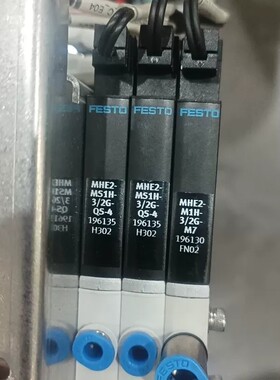 FESTO
MHE2-
MS1H-
3/2G-
QS-4
196135
H302
FESTO
MHE2-
MS1H-
3/2G-
QS-4
196135
H302
FESTO
MHE2-
M1H-
3/2G-
M7
196130
FN02